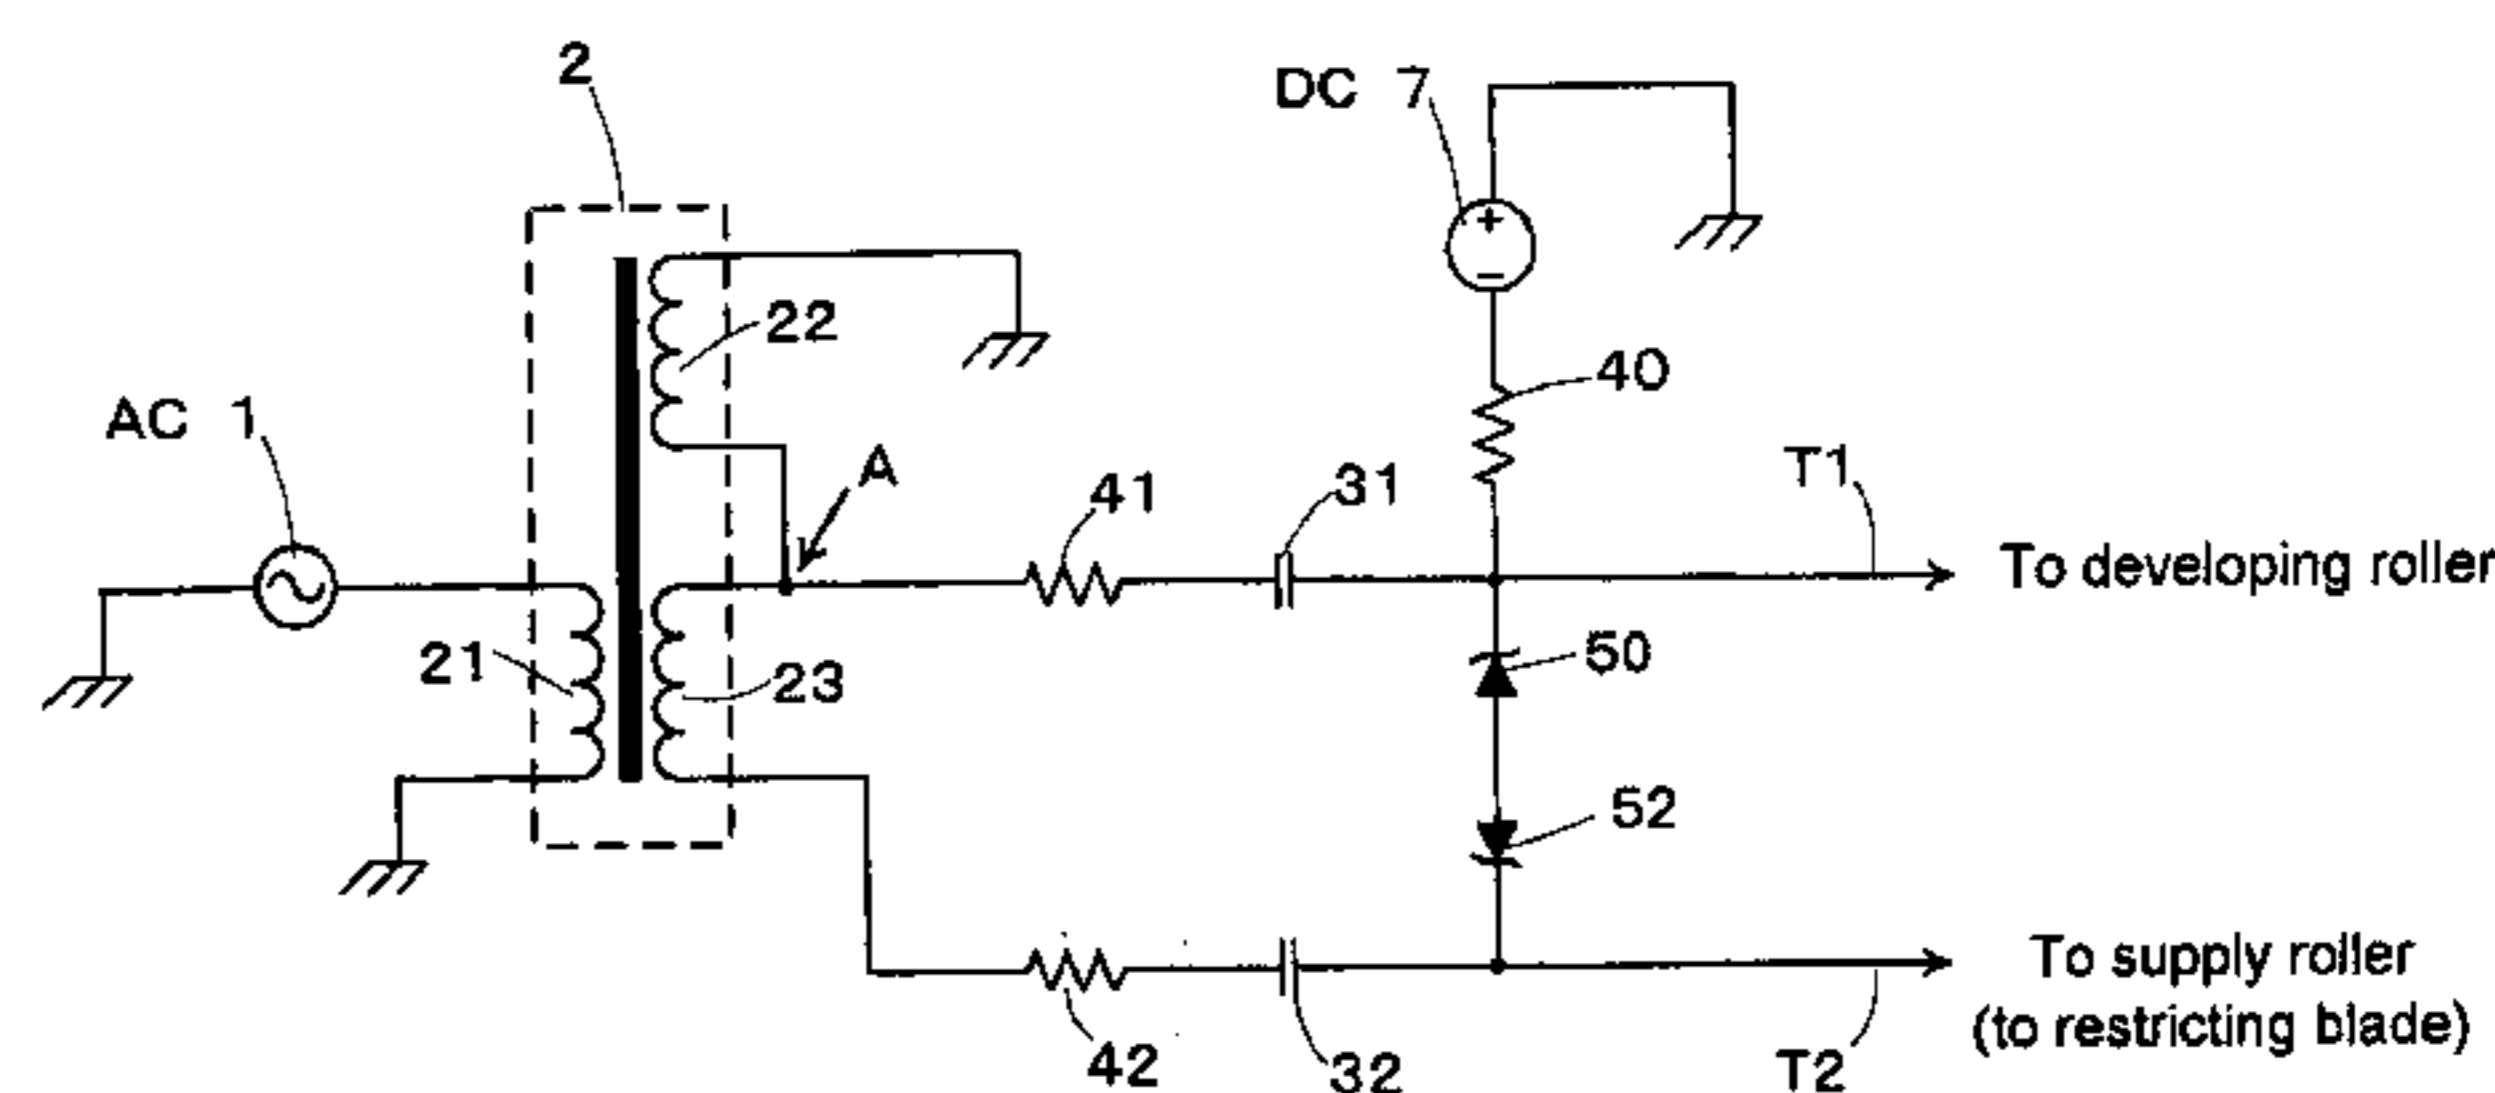 2
DC 7
22
40
AC 1
A
41
31
T1
To developing roller
21
23
50
52
To supply roller
(to restricting blade)
42
32
T2